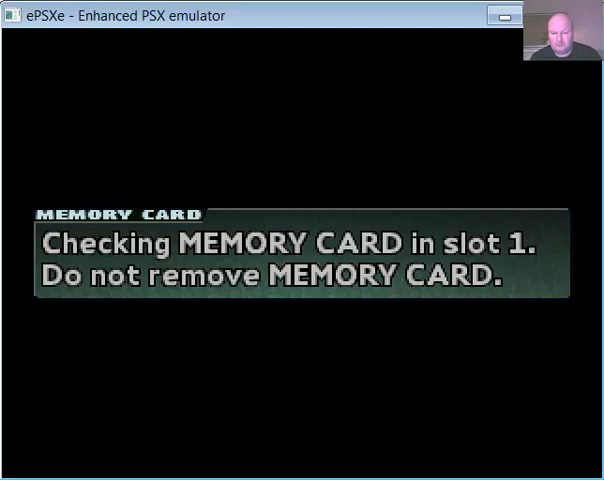 ePSXe - Enhanced PSX emulator
MEMORY CARD
Checking MEMORY CARD in slot 1.
Do not remove MEMORY CARD.